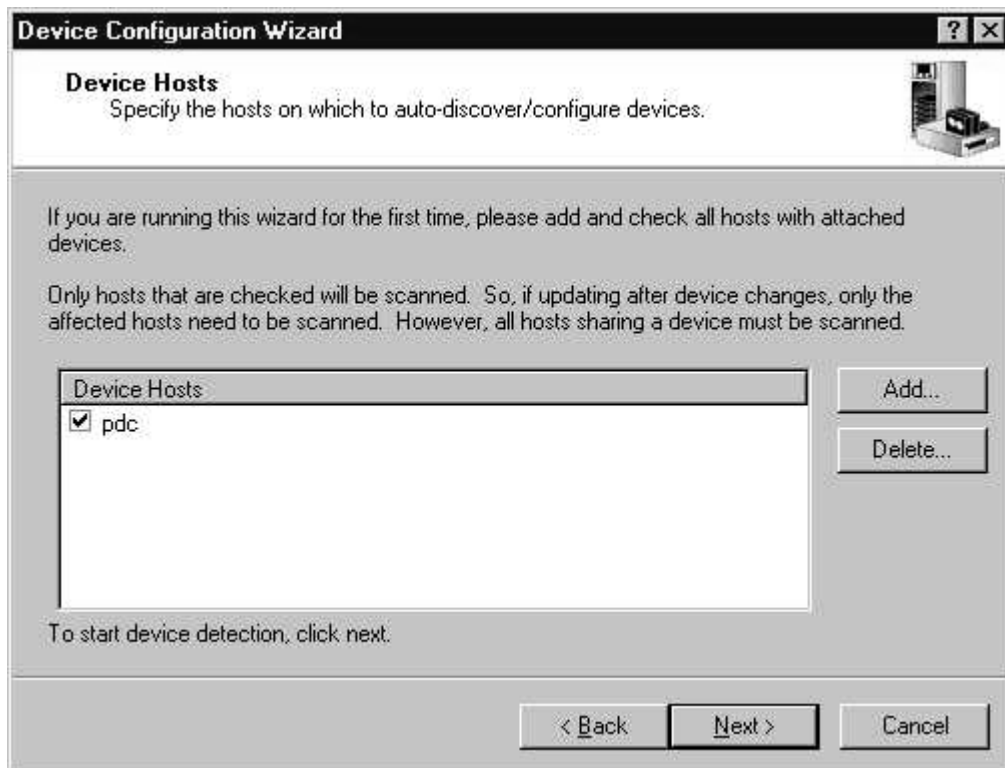 Device Configuration Wizard
Device Hosts
Specify the hosts on which to auto-discover/configure devices.
If you are running this wizard for the first time, please add and check all hosts with attached
devices.
Only hosts that are checked will be scanned.  So, if updating after device changes, only the
affected hosts need to be scanned.  However, all hosts sharing a device must be scanned.
Device Hosts
Add...
pdc
Delete...
To start device detection, click next.
< Back
Next >
Cancel